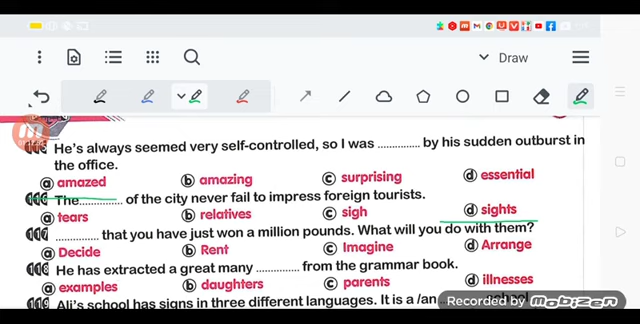 Draw
He's always seemed very self-controlled, so I was .............. by his sudden outburst in
the office.
a amazed b amazing c surprising d essential
The.............. of the city never fail to impress foreign tourists.
a tears b relatives c sigh d sights
.............. that you have just won a million pounds. What will you do with them?
a Decide b Rent c Imagine d Arrange
He has extracted a great many .............. from the grammar book.
a examples b daughters c parents d illnesses
119 Ali's school has signs in three different languages. It is a /an school
Recorded by Mobizen